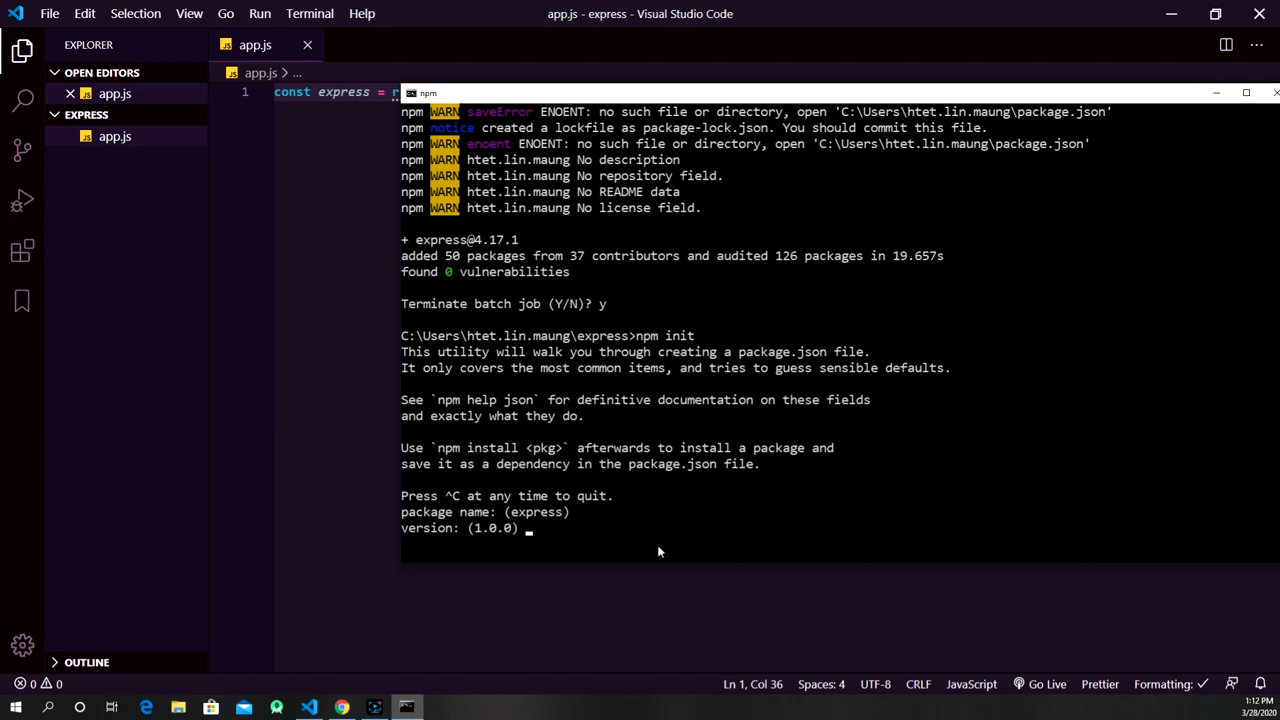 File Edit Selection View Go Run Terminal Help
app.js - express - Visual Studio Code
EXPLORER
OPEN EDITORS
app.js
EXPRESS
JS app.js
JS app.js
JS app.js > ...
1 const express = r
npm
npm WARN saveError ENOENT: no such file or directory, open 'C:\Users\htet.lin.maung\package.json'
npm notice created a lockfile as package-lock.json. You should commit this file.
npm WARN enoent ENOENT: no such file or directory, open 'C:\Users\htet.lin.maung\package.json'
npm WARN htet.lin.maung No description
npm WARN htet.lin.maung No repository field.
npm WARN htet.lin.maung No README data
npm WARN htet.lin.maung No license field.
+ express@4.17.1
added 50 packages from 37 contributors and audited 126 packages in 19.657s
found 0 vulnerabilities
Terminate batch job (Y/N)? y
C:\Users\htet.lin.maung\express>npm init
This utility will walk you through creating a package.json file.
It only covers the most common items, and tries to guess sensible defaults.
See `npm help json` for definitive documentation on these fields
and exactly what they do.
Use `npm install <pkg>` afterwards to install a package and
save it as a dependency in the package.json file.
Press ^C at any time to quit.
package name: (express)
version: (1.0.0)
OUTLINE
0 0
Ln 1, Col 36 Spaces: 4 UTF-8 CRLF JavaScript Go Live Prettier Formatting: ✓
1:12 PM
3/28/2020